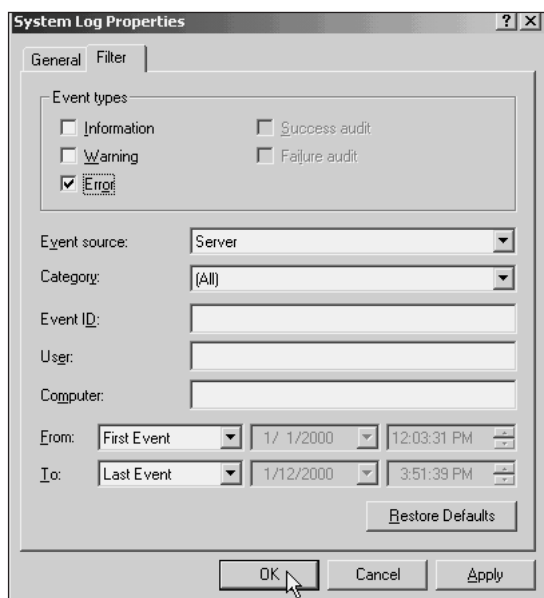 System Log Properties
General Filter
Event types
Information Success audit
Warning Failure audit
Error
Event source: Server
Category: (All)
Event ID:
User:
Computer:
From: First Event 1/ 1/2000 12:03:31 PM
To: Last Event 1/12/2000 3:51:39 PM
Restore Defaults
OK Cancel Apply